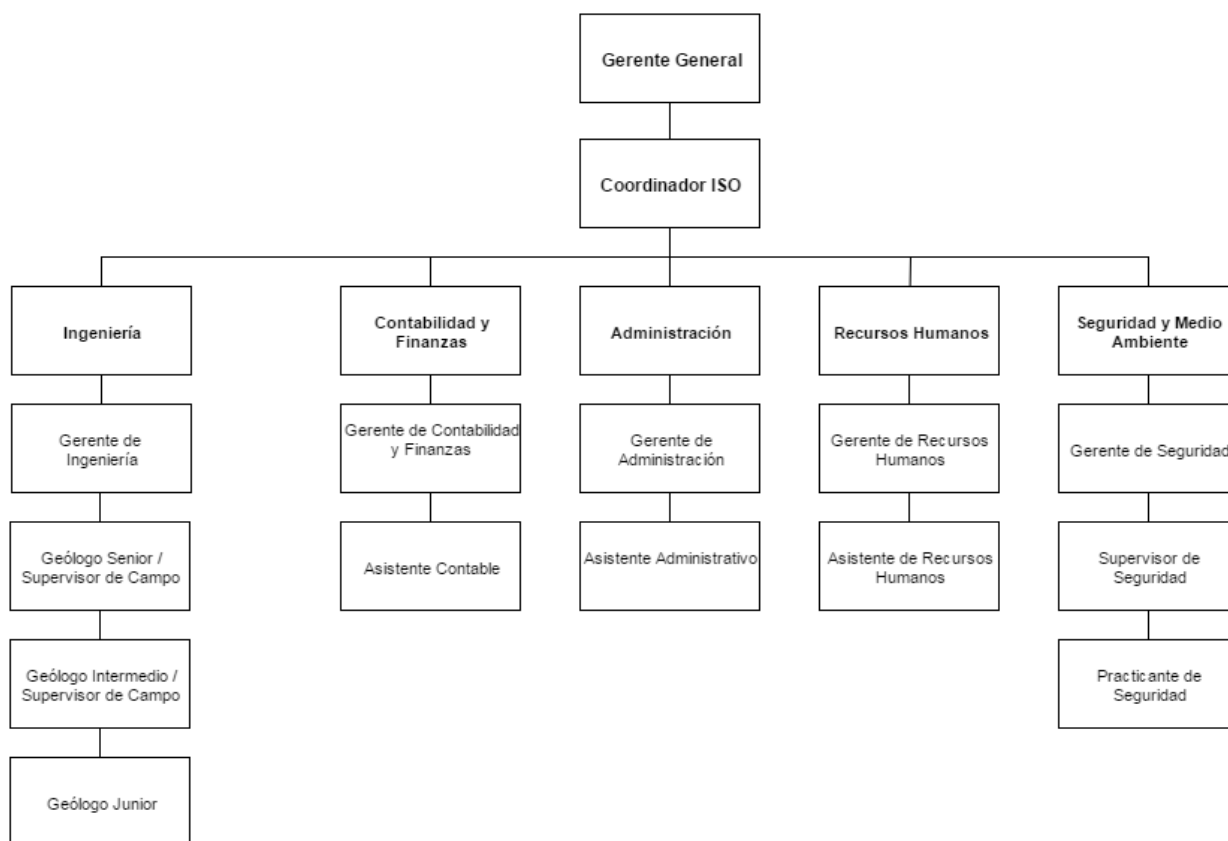 Gerente General
Coordinador ISO
Ingeniería
Contabilidad y
Finanzas
Administración
Recursos Humanos
Seguridad y Medio
Ambiente
Gerente de
Ingeniería
Gerente de Contabilidad
y Finanzas
Gerente de
Administración
Gerente de Recursos
Humanos
Gerente de Seguridad
Geólogo Senior /
Supervisor de Campo
Asistente Contable
Asistente Administrativo
Asistente de Recursos
Humanos
Supervisor de
Seguridad
Geólogo Intermedio /
Supervisor de Campo
Practicante de
Seguridad
Geólogo Junior